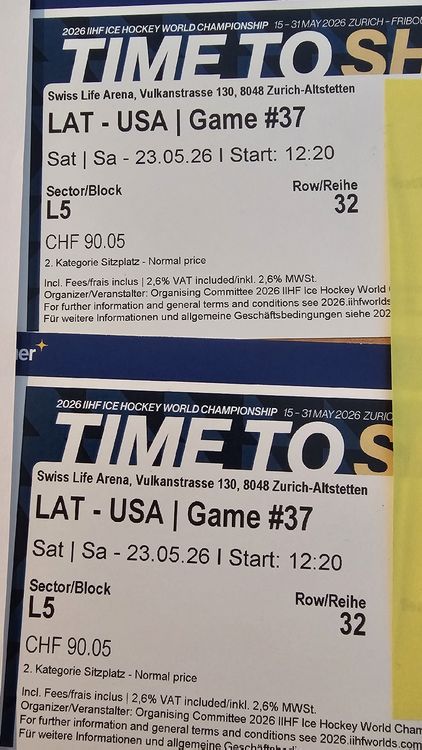 2026 IIHF ICE HOCKEY WORLD CHAMPIONSHIP 15 – 31 MAY 2026 ZURICH – FRIBOU
TIME TO SH
Swiss Life Arena, Vulkanstrasse 130, 8048 Zurich-Altstetten
LAT - USA | Game #37
Sat | Sa - 23.05.26 I Start: 12:20
Sector/Block
L5
Row/Reihe
32
CHF 90.05
2. Kategorie Sitzplatz - Normal price
Incl. Fees/frais inclus | 2,6% VAT included/inkl. 2,6% MWSt.
Organizer/Veranstalter: Organising Committee 2026 IIHF Ice Hockey World
For further information and general terms and conditions see 2026.iihfworlds
Für weitere Informationen und allgemeine Geschäftsbedingungen siehe 202
er
2026 IIHF ICE HOCKEY WORLD CHAMPIONSHIP 15 – 31 MAY 2026 ZURIC
TIME TO S
Swiss Life Arena, Vulkanstrasse 130, 8048 Zurich-Altstetten
LAT - USA | Game #37
Sat | Sa - 23.05.26 I Start: 12:20
Sector/Block
L5
Row/Reihe
32
CHF 90.05
2. Kategorie Sitzplatz - Normal price
Incl. Fees/frais inclus | 2,6% VAT included/inkl. 2,6% MWSt.
Organizer/Veranstalter: Organising Committee 2026 IIHF Ice Hockey World Cham
For further information and general terms and conditions see 2026.iihfworlds.com
Für weitere Informationen und allgemeine